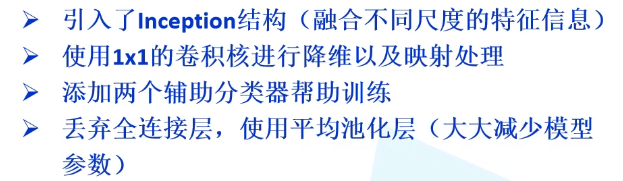 ➢ 引入了Inception结构（融合不同尺度的特征信息）
➢ 使用1x1的卷积核进行降维以及映射处理
➢ 添加两个辅助分类器帮助训练
➢ 丢弃全连接层，使用平均池化层（大大减少模型
参数）